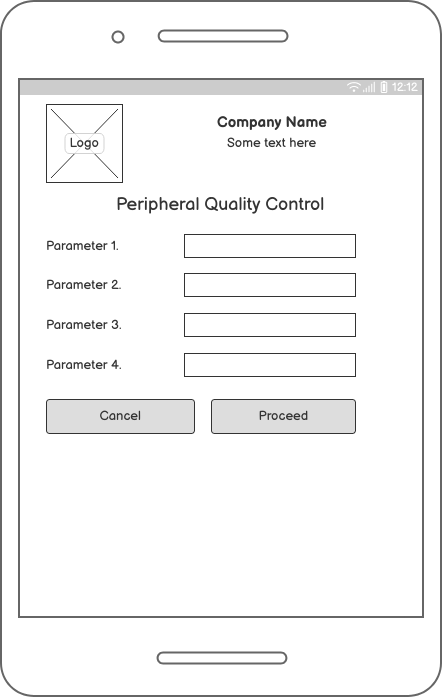 12:12
Logo
Company Name
Some text here
Peripheral Quality Control
Parameter 1.
Parameter 2.
Parameter 3.
Parameter 4.
Cancel Proceed